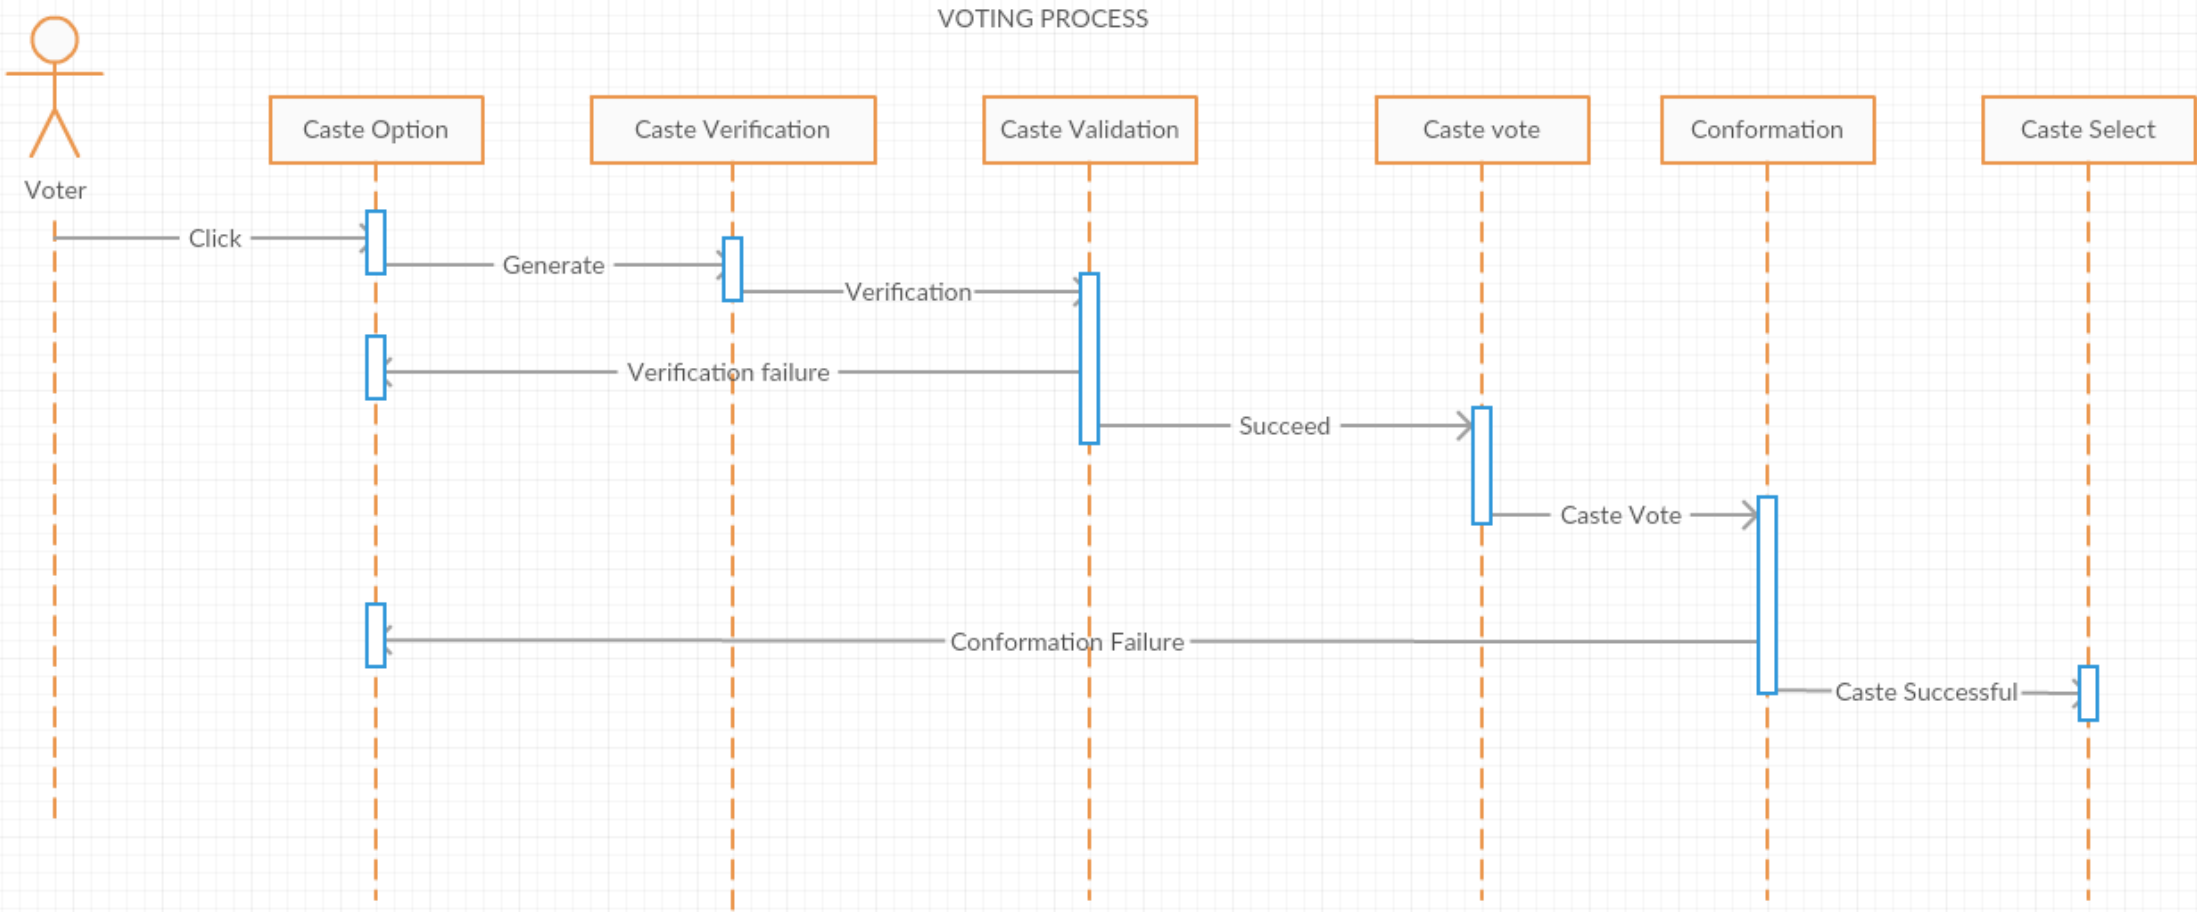 VOTING PROCESS
Caste Option
Caste Verification
Caste Validation
Caste vote
Conformation
Caste Select
Voter
Click
Generate
Verification
Verification failure
Succeed
Caste Vote
Conformation Failure
Caste Successful